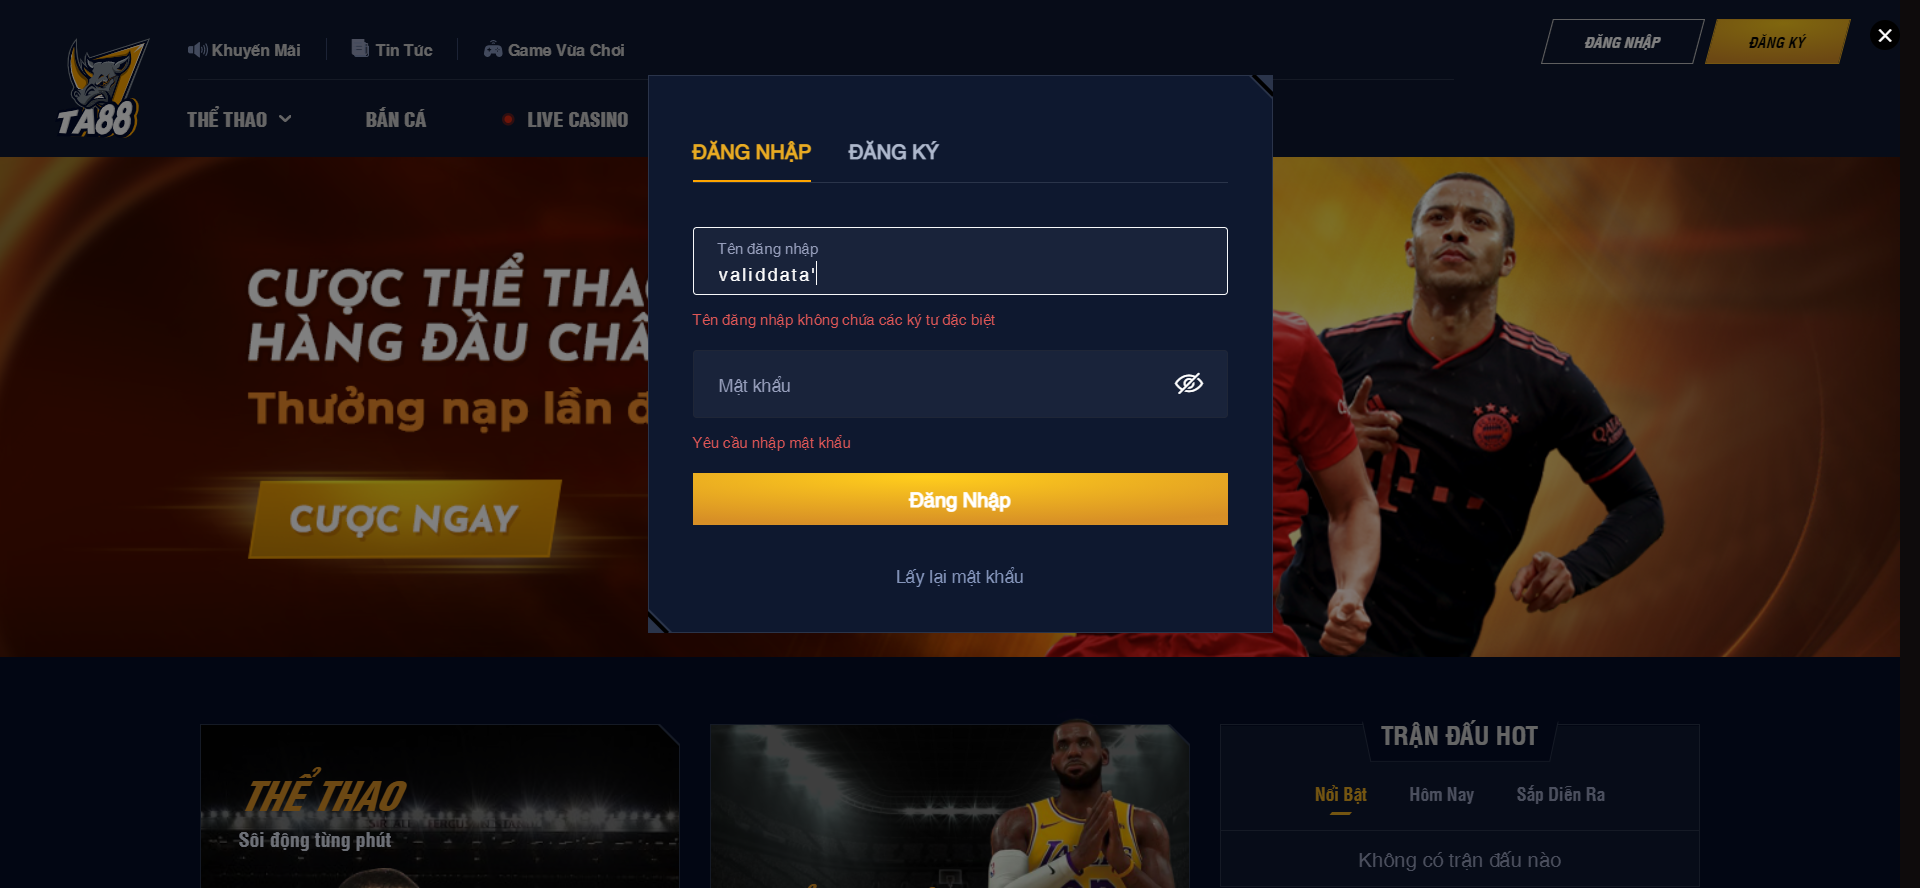 Khuyến Mãi
Tin Tức
Game Vừa Chơi
ĐĂNG NHẬP
ĐĂNG KÝ
TA88
THỂ THAO
BẮN CÁ
LIVE CASINO
ĐĂNG NHẬP
ĐĂNG KÝ
Tên đăng nhập
validdata'
Tên đăng nhập không chứa các ký tự đặc biệt
Mật khẩu
Yêu cầu nhập mật khẩu
Đăng Nhập
Lấy lại mật khẩu
CƯỢC THỂ THAO
HÀNG ĐẦU CHÂ
Thưởng nạp lần đ
CƯỢC NGAY
THỂ THAO
Sôi động từng phút
TRẬN ĐẤU HOT
Nổi Bật
Hôm Nay
Sắp Diễn Ra
Không có trận đấu nào